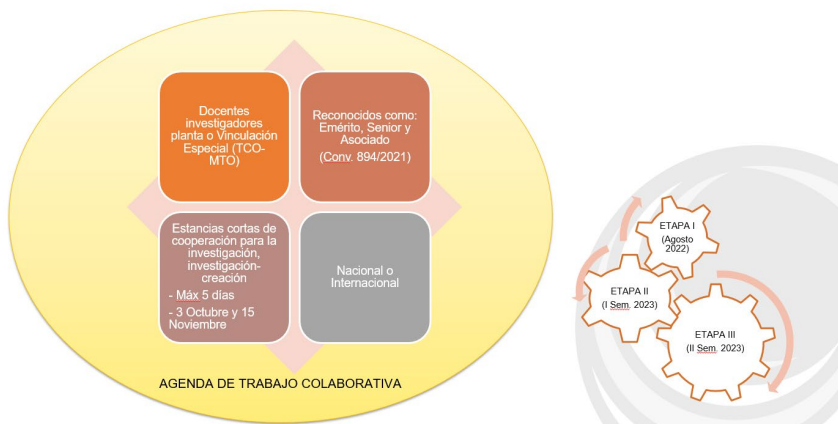 Docentes
investigadores
planta o Vinculación
Especial (TCO-
MTO)
Reconocidos como:
Emérito, Senior y
Asociado
(Conv. 894/2021)
Estancias cortas de
cooperación para la
investigación,
investigación-
creación
- Máx 5 días
- 3 Octubre y 15
Noviembre
Nacional o
Internacional
AGENDA DE TRABAJO COLABORATIVA
ETAPA I
(Agosto
2022)
ETAPA II
(I Sem. 2023)
ETAPA III
(II Sem. 2023)